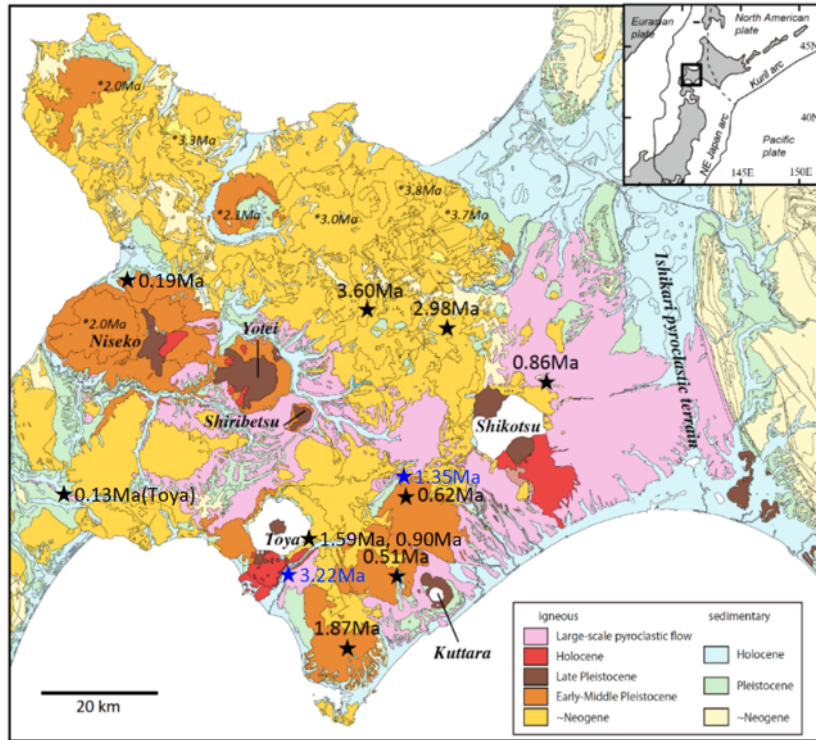 Eurasian
plate
North American
plate
45N
Kuril arc
40N
NE Japan arc
Pacific
plate
145E
150E
*2.0Ma
*3.3Ma
*2.1Ma
*3.0Ma
*3.8Ma
*3.7Ma
★0.19Ma
3.60Ma
2.98Ma
*2.0Ma
Niseko
Yotei
0.86Ma
Shiribetsu
Shikotsu
Ishikari pyroclastic terrain
1.35Ma
0.62Ma
0.13Ma(Toya)
Toya
1.59Ma, 0.90Ma
0.51Ma
3.22Ma
Kuttara
1.87Ma
20 km
igneous
sedimentary
Large-scale pyroclastic flow
Holocene
Late Pleistocene
Early-Middle Pleistocene
~Neogene
Holocene
Pleistocene
~Neogene